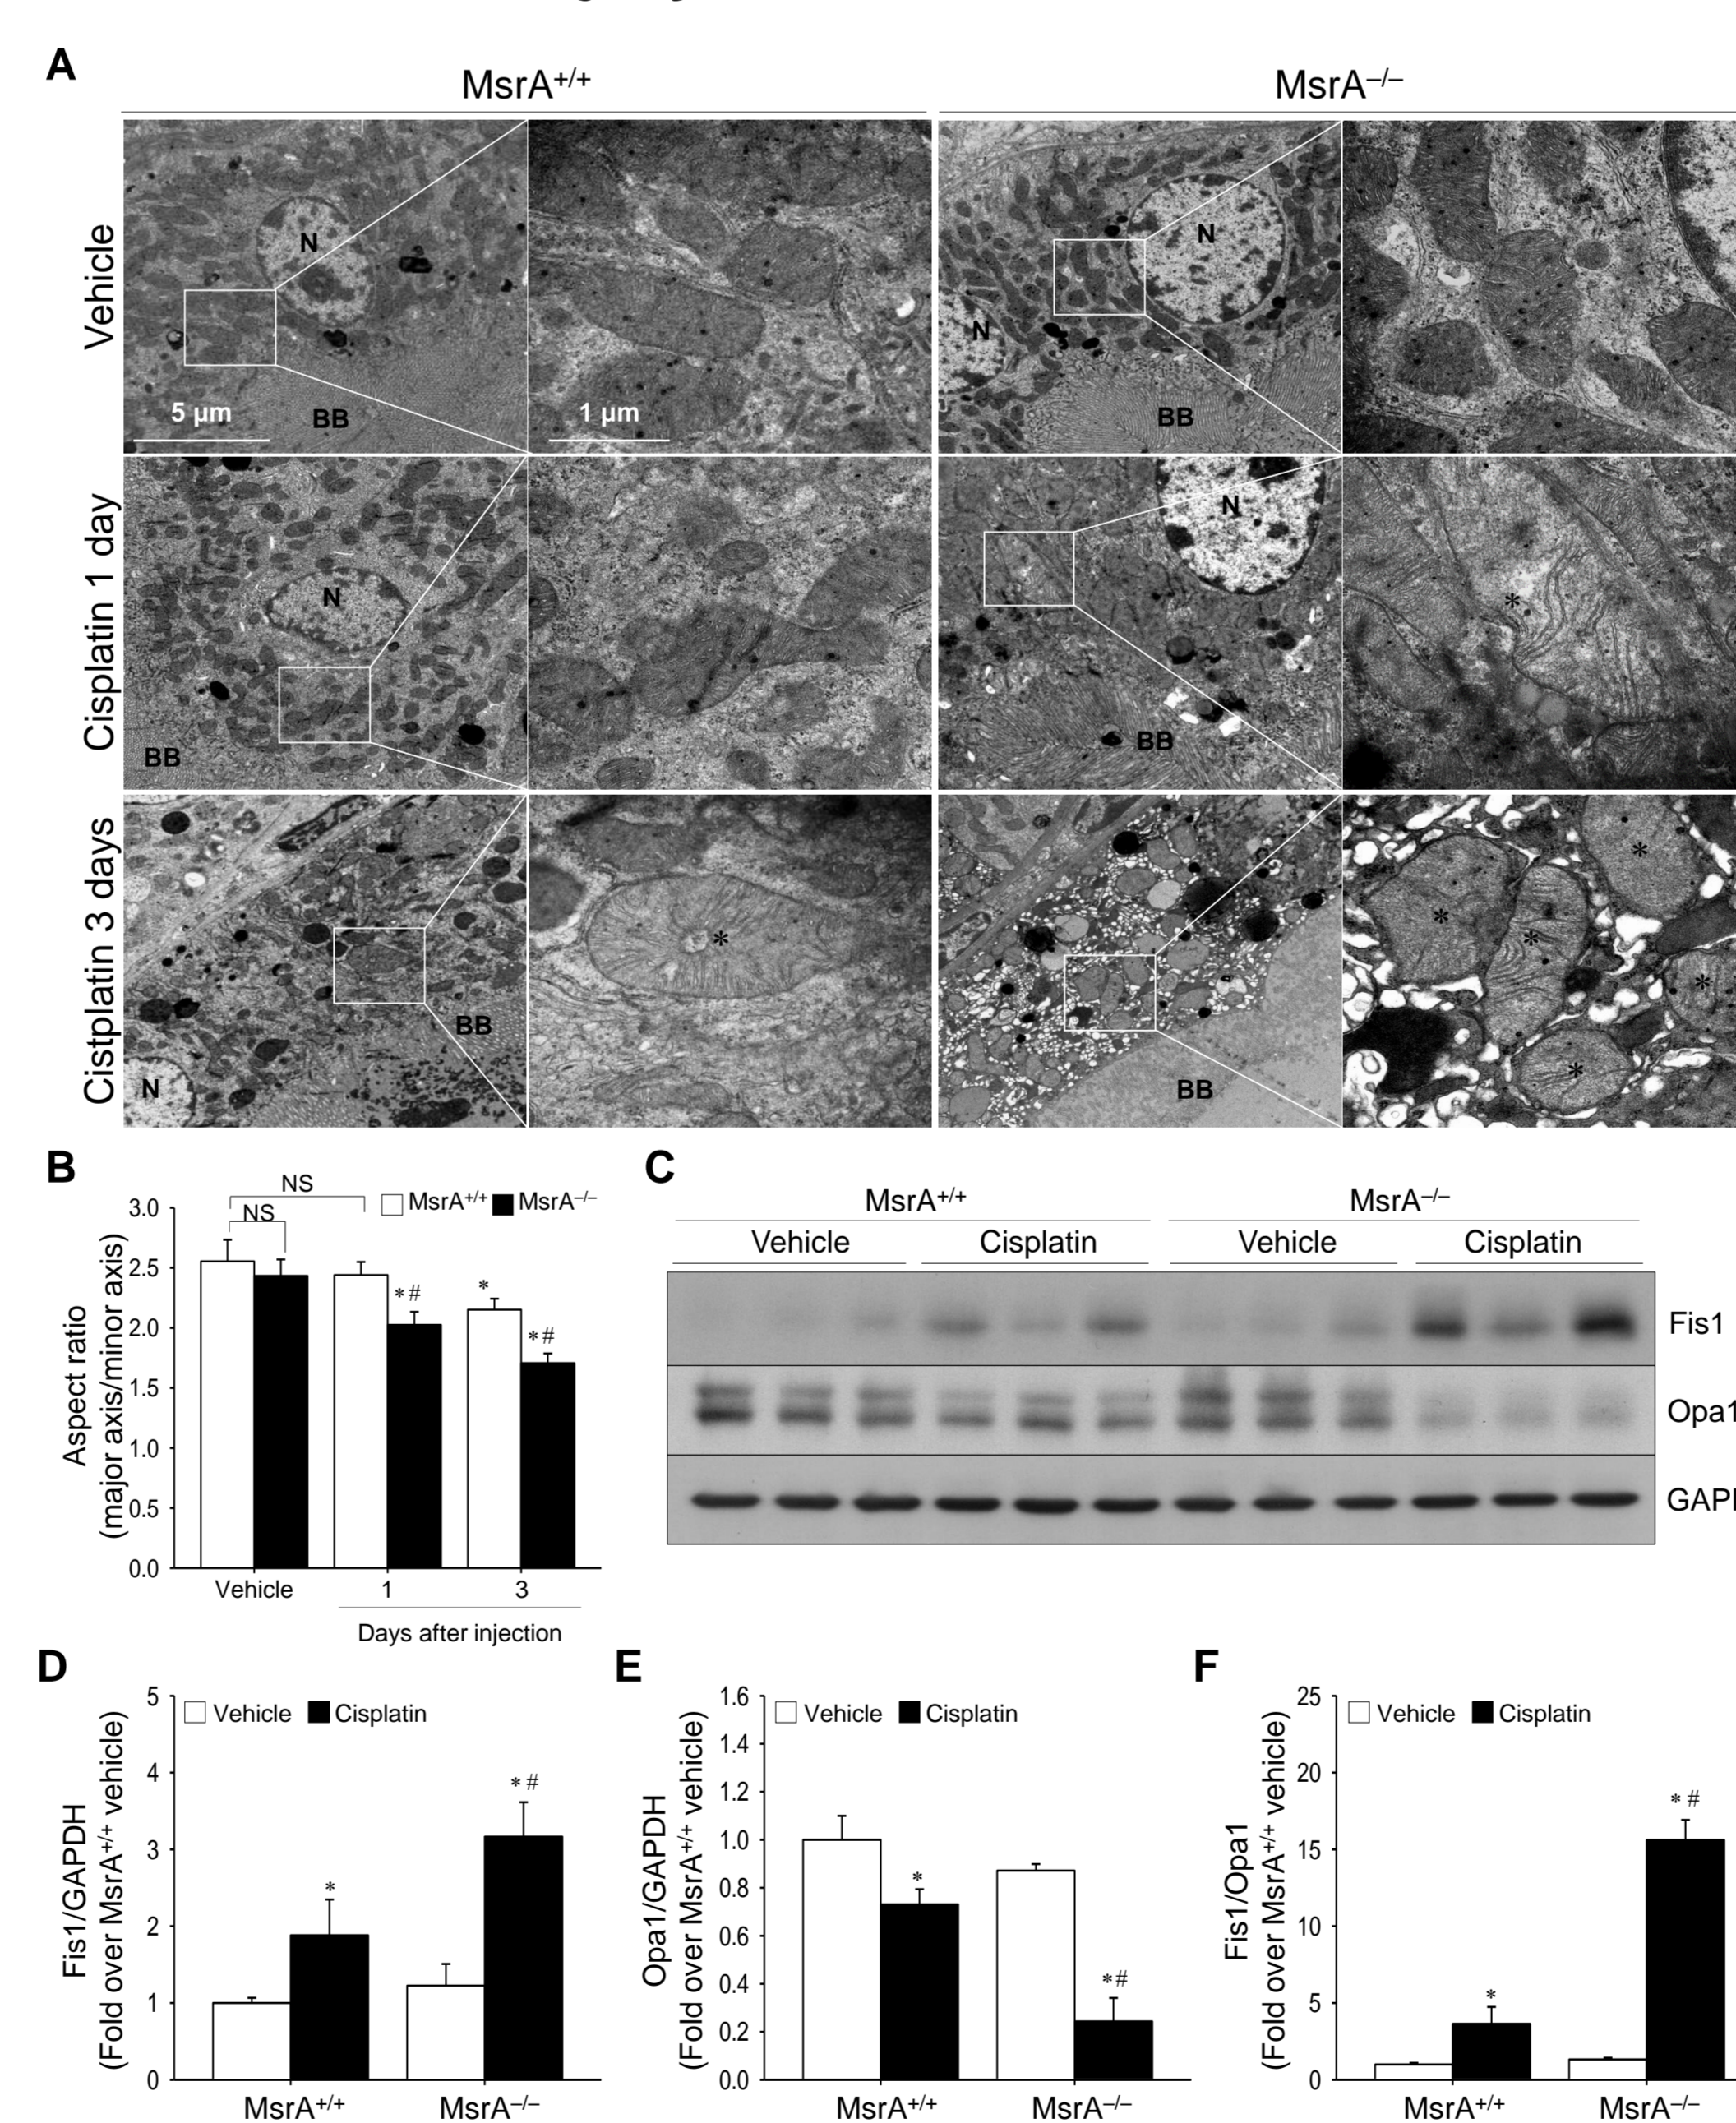 A
MsrA+/+
MsrA–/–
Vehicle
N
5 μm
BB
1 μm
N
N
BB
Cisplatin 1 day
N
BB
N
*
BB
Cistplatin 3 days
N
BB
*
BB
*
*
*
*
*
B
NS
NS
MsrA+/+
MsrA–/–
Aspect ratio
(major axis/minor axis)
3.0
2.5
2.0
1.5
1.0
0.5
0.0
*#
*
*#
Vehicle
1
3
Days after injection
C
MsrA+/+
MsrA–/–
Vehicle
Cisplatin
Vehicle
Cisplatin
Fis1
Opa1
D
Fis1/GAPDH
(Fold over MsrA+/+ vehicle)
5
4
3
2
1
0
Vehicle
Cisplatin
*
*#
MsrA+/+
MsrA–/–
E
Opa1/GAPDH
(Fold over MsrA+/+ vehicle)
1.6
1.4
1.2
1.0
0.8
0.6
0.4
0.2
0.0
Vehicle
Cisplatin
*
*#
MsrA+/+
MsrA–/–
F
Fis1/Opa1
(Fold over MsrA+/+ vehicle)
25
20
15
10
5
0
Vehicle
Cisplatin
*
*#
MsrA+/+
MsrA–/–